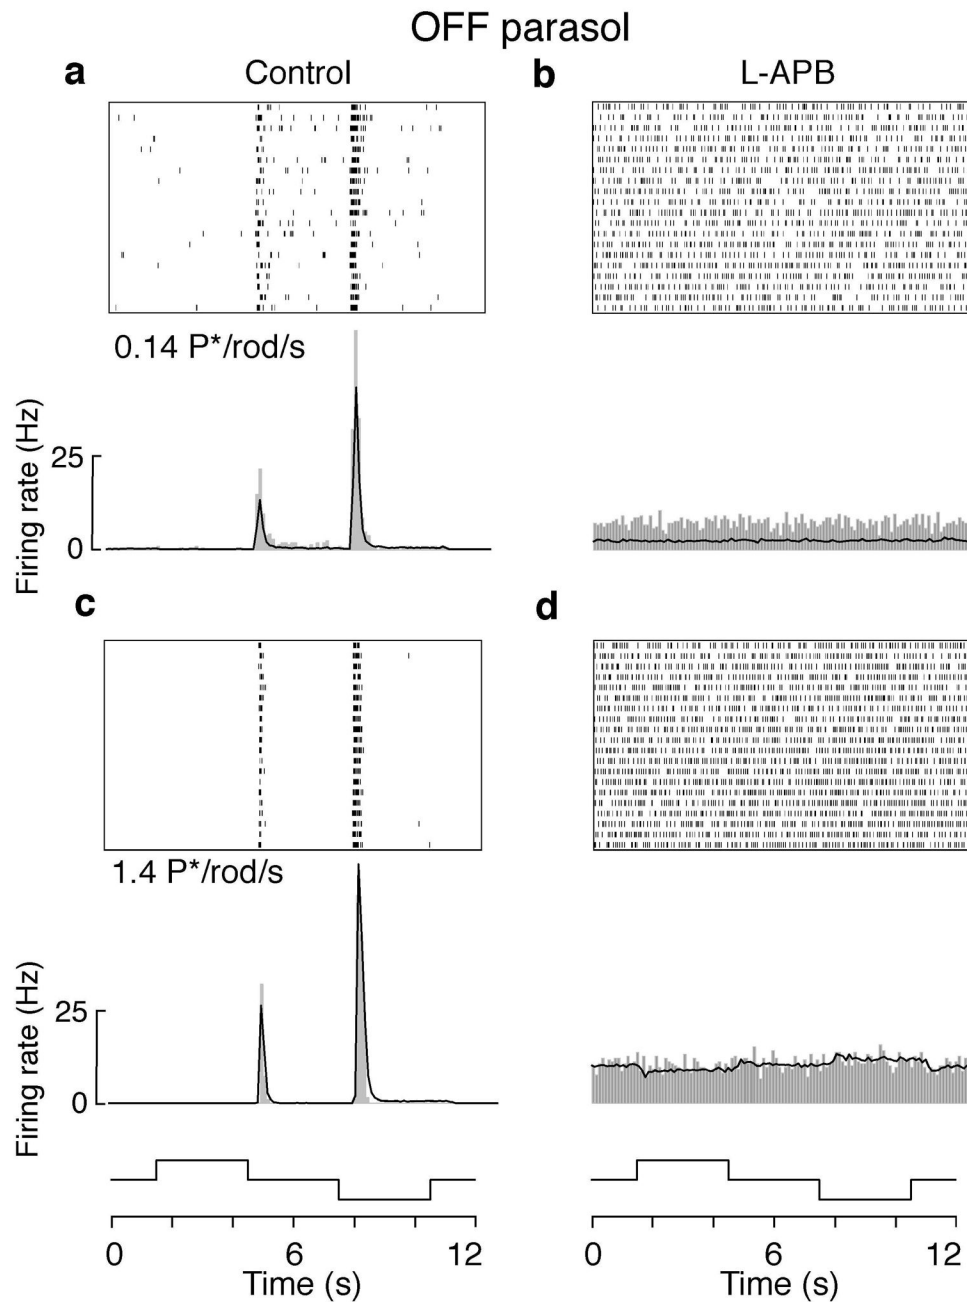 OFF parasol
a Control b L-APB
0.14 P*/rod/s
Firing rate (Hz)
25
0
c d
1.4 P*/rod/s
Firing rate (Hz)
25
0
0 6 12 0 6 12
Time (s) Time (s)